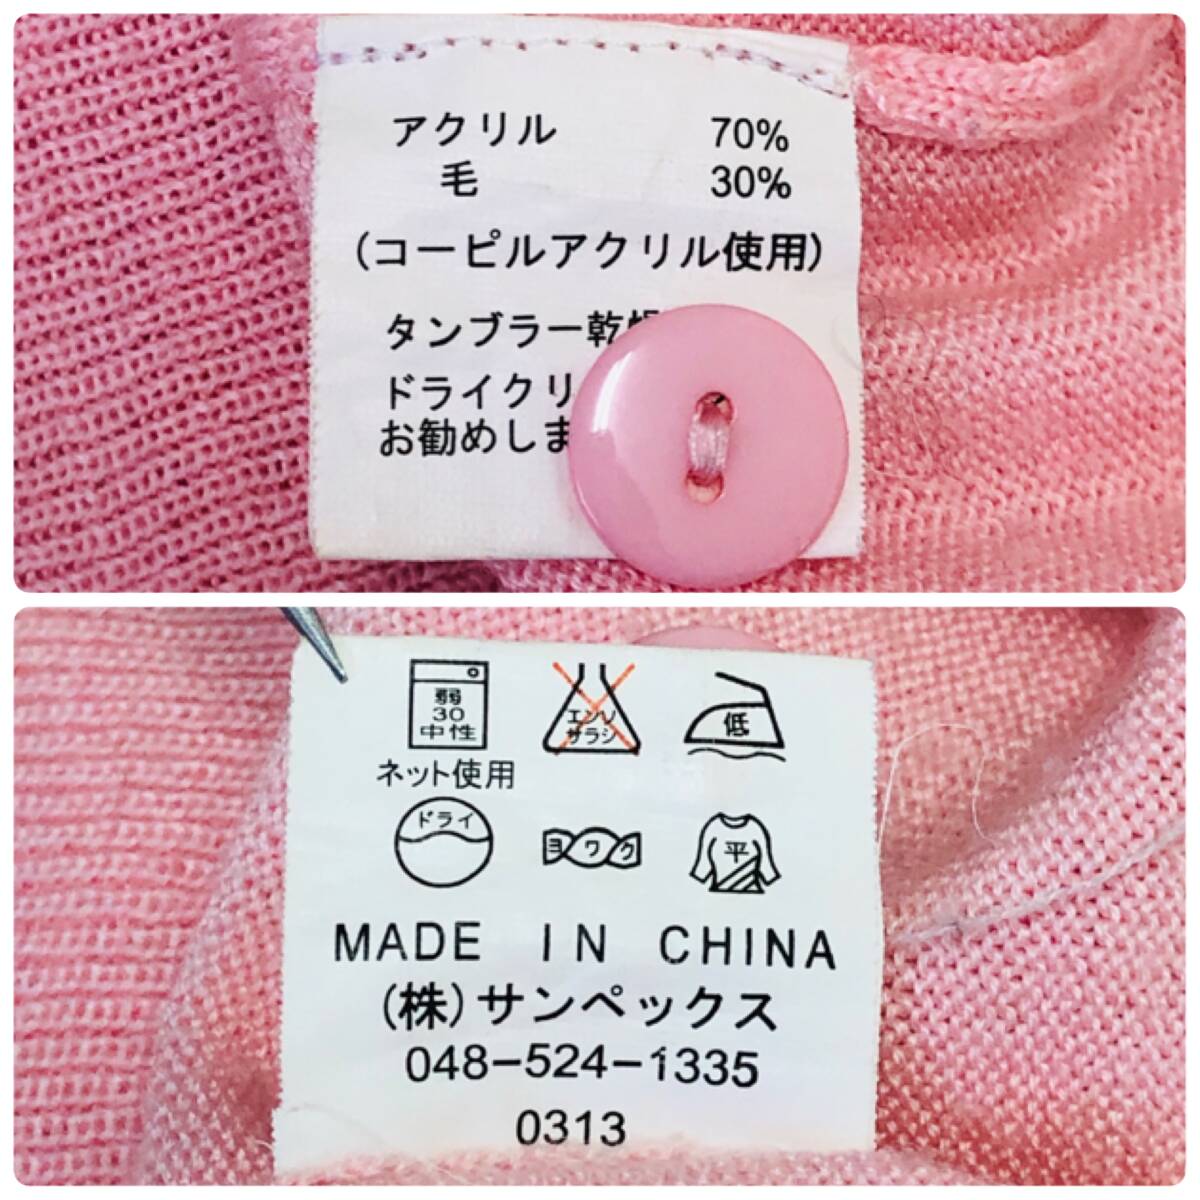 アクリル 70%
毛 30%
(コーピルアクリル使用)
タンブラー乾燥
ドライクリ
お勧めしま
弱
30
中性
エンソ
サラシ
低
ネット使用
ドライ
ヨワク
平
MADE IN CHINA
(株)サンペックス
048-524-1335
0313